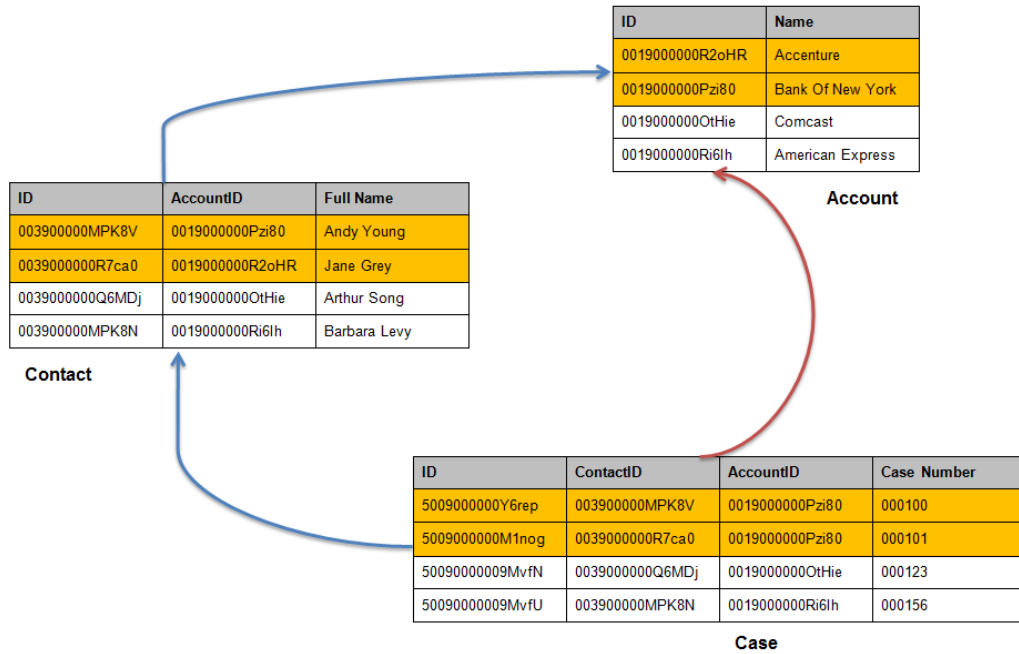 ID Name
0019000000R2oHR Accenture
0019000000Pzi80 Bank Of New York
0019000000OtHie Comcast
0019000000Ri6Ih American Express
Account
ID AccountID Full Name
003900000MPK8V 0019000000Pzi80 Andy Young
0039000000R7ca0 0019000000R2oHR Jane Grey
0039000000Q6MDj 0019000000OtHie Arthur Song
003900000MPK8N 0019000000Ri6Ih Barbara Levy
Contact
ID ContactID AccountID Case Number
5009000000Y6rep 003900000MPK8V 0019000000Pzi80 000100
5009000000M1nog 0039000000R7ca0 0019000000Pzi80 000101
50090000009MvfN 0039000000Q6MDj 0019000000OtHie 000123
50090000009MvfU 003900000MPK8N 0019000000Ri6Ih 000156
Case